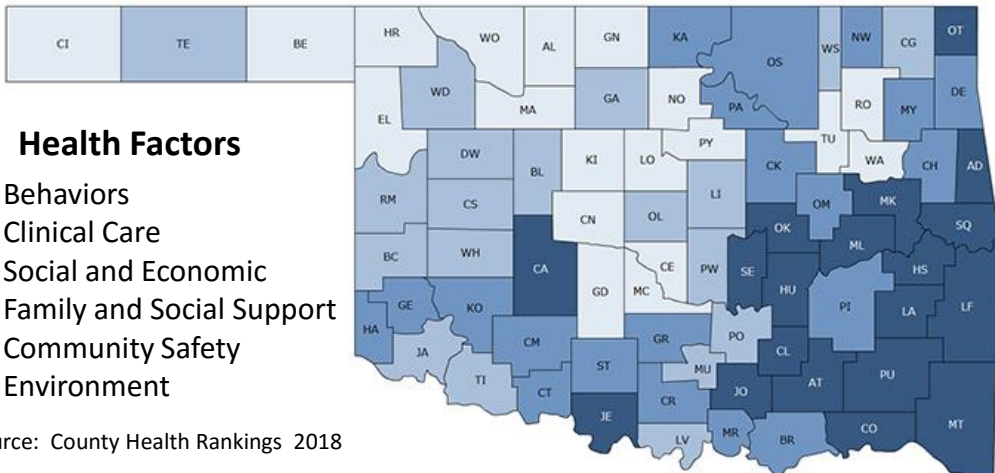 CI TE BE HR WO AL GN KA OS WS NW CG OT
EL WD MA GA NO PA RO MY DE
Health Factors
Behaviors
Clinical Care
Social and Economic
Family and Social Support
Community Safety
Environment
urce: County Health Rankings 2018
DW BL KI LO PY CK TU WA CH AD
RM CS CN OL LI OM MK SQ
BC WH CA GD CE MC PW SE OK ML HS
HA GE KO GR PO HU PI LA LF
JA CM ST MU CL AT PU
TI CT JE CR JO MT
LV MR BR CO